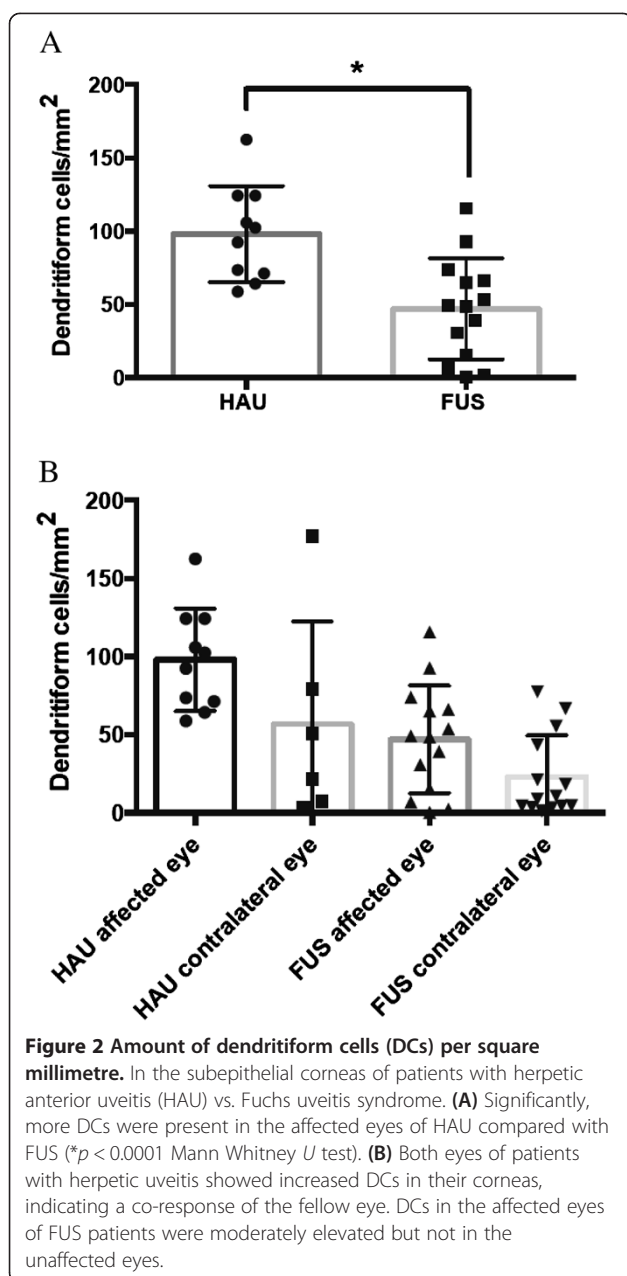 A
*
200
150
100
50
0
Dendritiform cells/mm²
HAU FUS
B
200
150
100
50
0
Dendritiform cells/mm²
HAU affected eye
HAU contralateral eye
FUS affected eye
FUS contralateral eye
Figure 2 Amount of dendritiform cells (DCs) per square
millimetre. In the subepithelial corneas of patients with herpetic
anterior uveitis (HAU) vs. Fuchs uveitis syndrome. (A) Significantly,
more DCs were present in the affected eyes of HAU compared with
FUS (*p < 0.0001 Mann Whitney U test). (B) Both eyes of patients
with herpetic uveitis showed increased DCs in their corneas,
indicating a co-response of the fellow eye. DCs in the affected eyes
of FUS patients were moderately elevated but not in the
unaffected eyes.